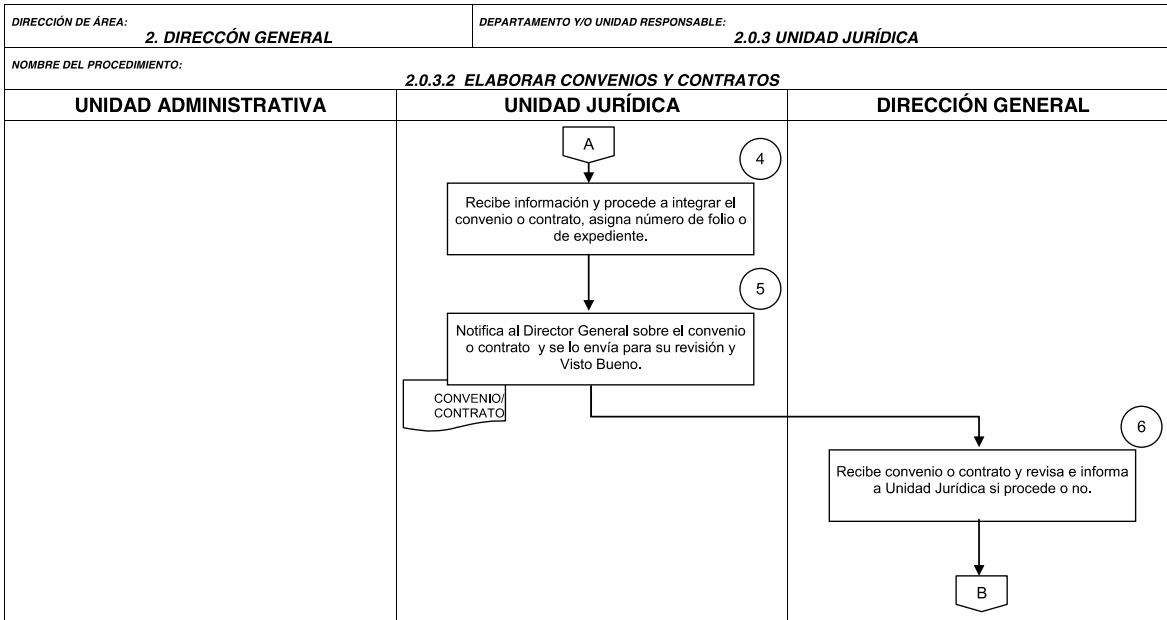 DIRECCIÓN DE ÁREA:
2. DIRECCÓN GENERAL
DEPARTAMENTO Y/O UNIDAD RESPONSABLE:
2.0.3 UNIDAD JURÍDICA
NOMBRE DEL PROCEDIMIENTO:
2.0.3.2 ELABORAR CONVENIOS Y CONTRATOS
UNIDAD ADMINISTRATIVA
UNIDAD JURÍDICA
DIRECCIÓN GENERAL
A
4
Recibe información y procede a integrar el
convenio o contrato, asigna número de folio o
de expediente.
5
Notifica al Director General sobre el convenio
o contrato y se lo envía para su revisión y
Visto Bueno.
CONVENIO/
CONTRATO
6
Recibe convenio o contrato y revisa e informa
a Unidad Jurídica si procede o no.
B